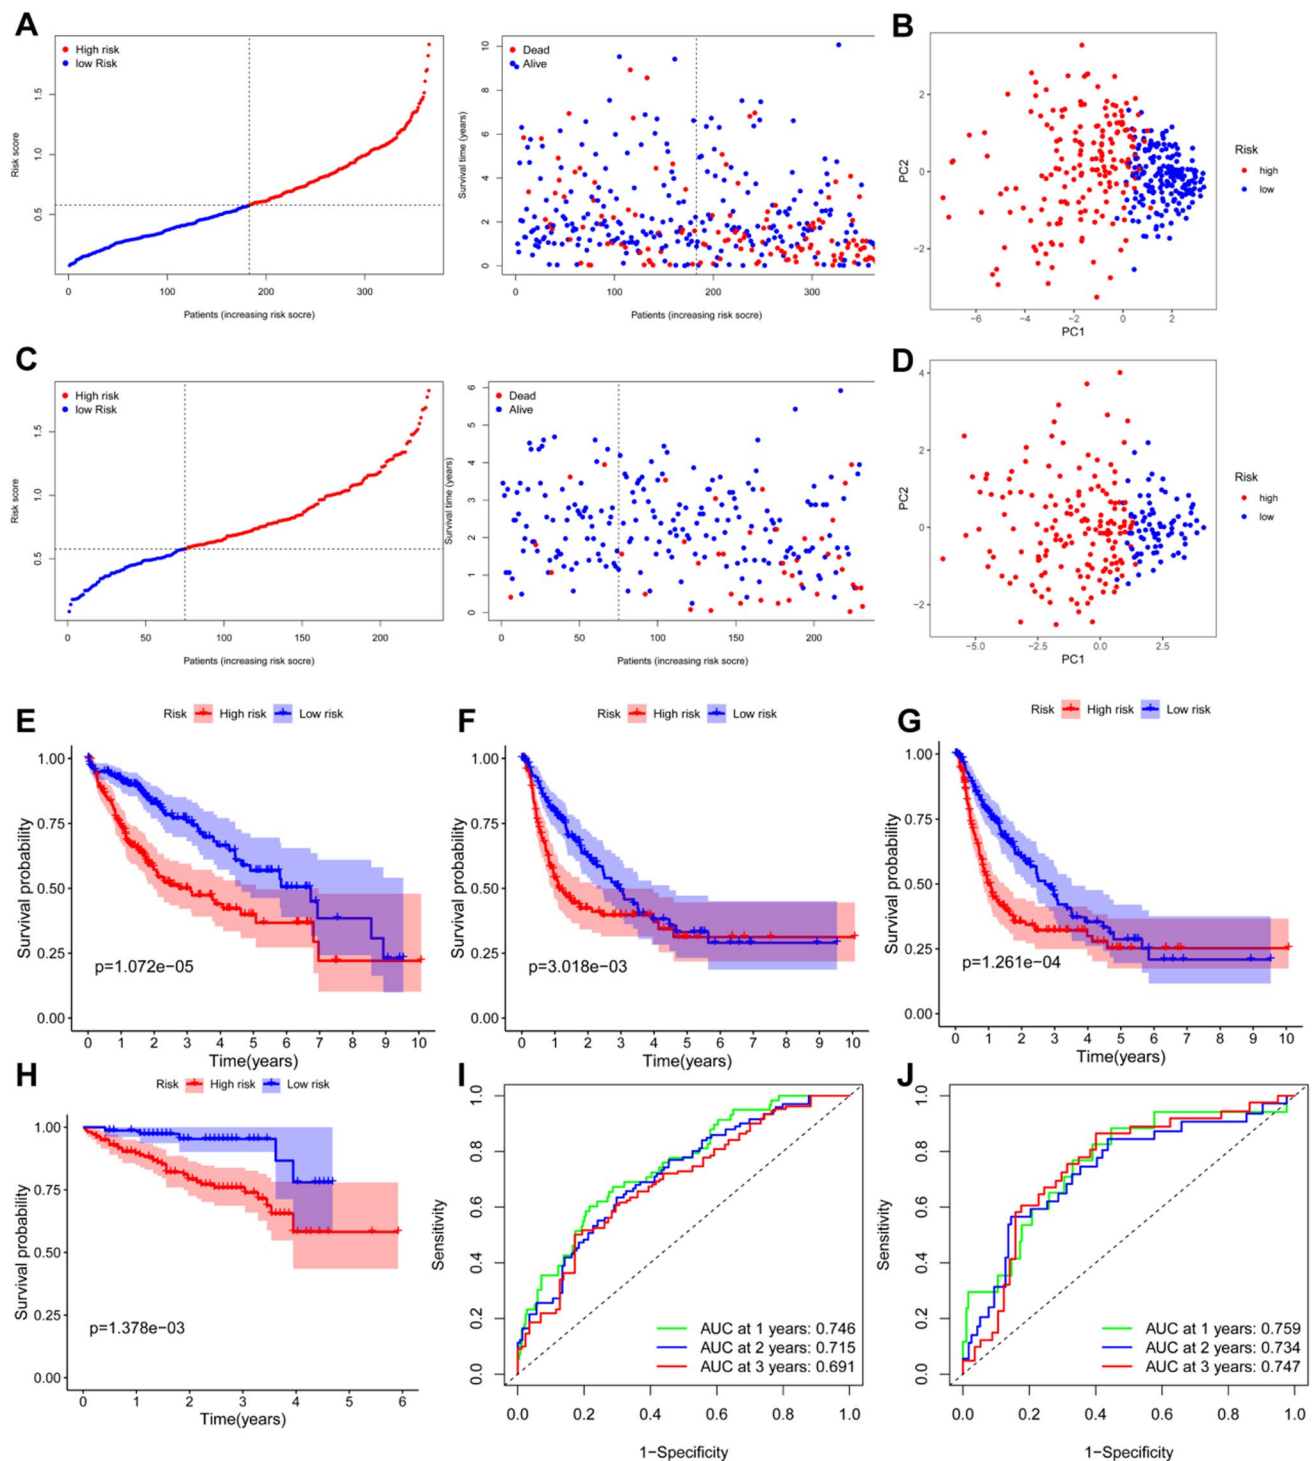 A
High risk
low Risk
Risk score
1.5
1.0
0.5
0 100 200 300
Patients (increasing risk socre)
Dead
Alive
Survival time (years)
10
8
6
4
2
0
0 100 200 300
Patients (increasing risk socre)
B
PC2
2
0
−2
−6 −4 −2 0 2
PC1
Risk
high
low
C
High risk
low Risk
Risk score
1.5
1.0
0.5
0 50 100 150 200
Patients (increasing risk socre)
Dead
Alive
Survival time (years)
6
5
4
3
2
1
0
0 50 100 150 200
Patients (increasing risk socre)
D
PC2
4
2
0
−2
−5.0 −2.5 0.0 2.5
PC1
Risk
high
low
E
Risk High risk Low risk
Survival probability
1.00
0.75
0.50
0.25
0.00
p=1.072e−05
0 1 2 3 4 5 6 7 8 9 10
Time(years)
F
Risk High risk Low risk
Survival probability
1.00
0.75
0.50
0.25
0.00
p=3.018e−03
0 1 2 3 4 5 6 7 8 9 10
Time(years)
G
Risk High risk Low risk
Survival probability
1.00
0.75
0.50
0.25
0.00
p=1.261e−04
0 1 2 3 4 5 6 7 8 9 10
Time(years)
H
Risk High risk Low risk
Survival probability
1.00
0.75
0.50
0.25
0.00
p=1.378e−03
0 1 2 3 4 5 6
Time(years)
I
Sensitivity
1.0
0.8
0.6
0.4
0.2
0.0
AUC at 1 years: 0.746
AUC at 2 years: 0.715
AUC at 3 years: 0.691
0.0 0.2 0.4 0.6 0.8 1.0
1−Specificity
J
Sensitivity
1.0
0.8
0.6
0.4
0.2
0.0
AUC at 1 years: 0.759
AUC at 2 years: 0.734
AUC at 3 years: 0.747
0.0 0.2 0.4 0.6 0.8 1.0
1−Specificity